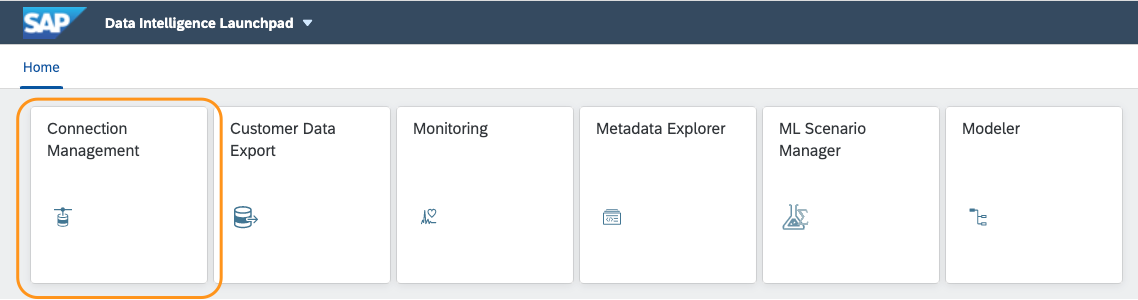 SAP Data Intelligence Launchpad
Home
Connection
Management
Customer Data
Export
Monitoring
Metadata Explorer
ML Scenario
Manager
Modeler